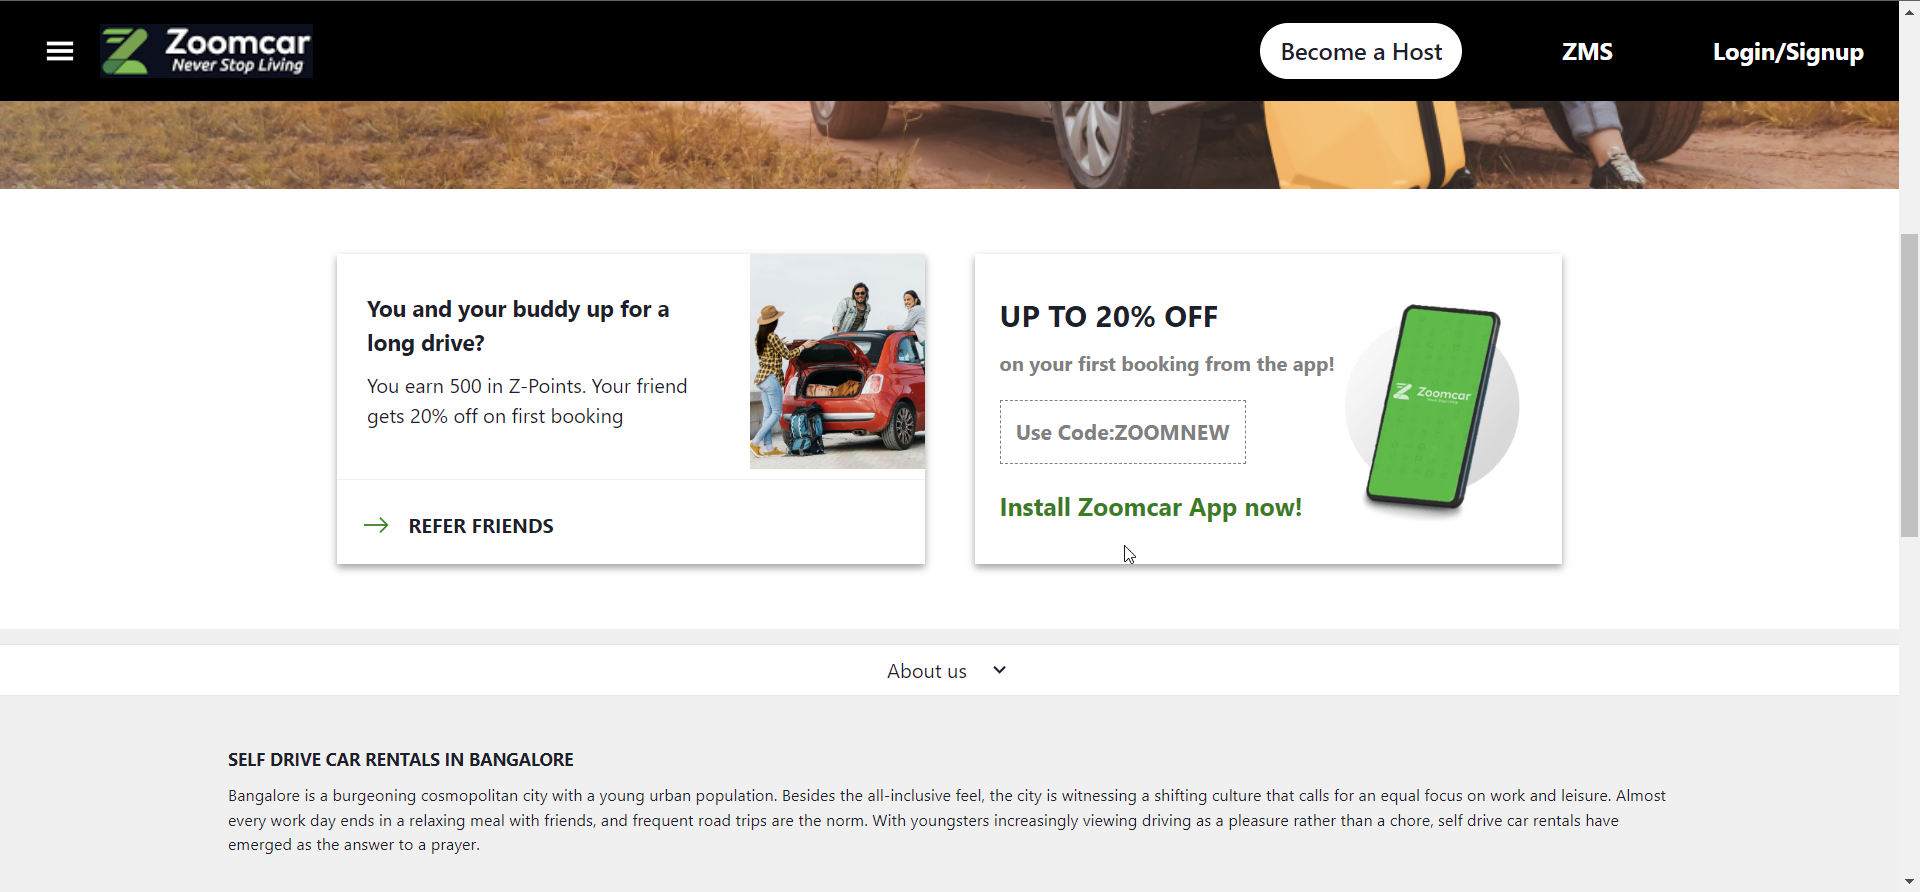 Zoomcar
Never Stop Living
Become a Host
ZMS
Login/Signup
You and your buddy up for a
long drive?
You earn 500 in Z-Points. Your friend
gets 20% off on first booking
REFER FRIENDS
UP TO 20% OFF
on your first booking from the app!
Use Code:ZOOMNEW
Install Zoomcar App now!
Zoomcar
Never Stop Living
About us
SELF DRIVE CAR RENTALS IN BANGALORE
Bangalore is a burgeoning cosmopolitan city with a young urban population. Besides the all-inclusive feel, the city is witnessing a shifting culture that calls for an equal focus on work and leisure. Almost
every work day ends in a relaxing meal with friends, and frequent road trips are the norm. With youngsters increasingly viewing driving as a pleasure rather than a chore, self drive car rentals have
emerged as the answer to a prayer.